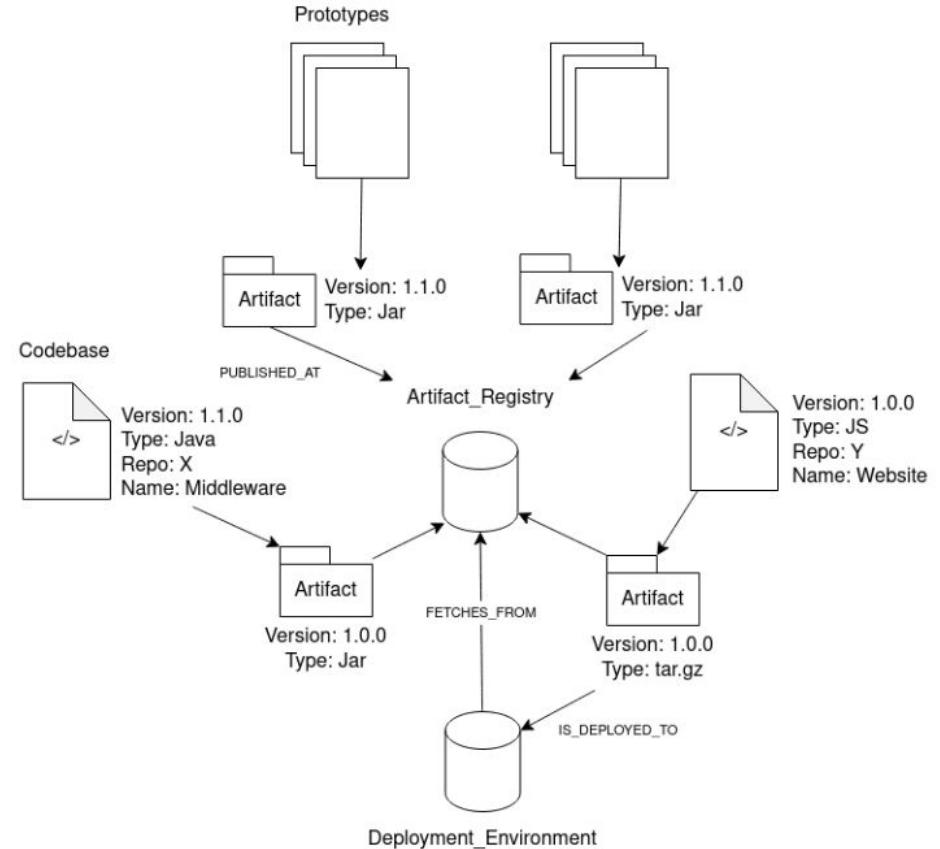 Prototypes
Artifact
Version: 1.1.0
Type: Jar
Artifact
Version: 1.1.0
Type: Jar
PUBLISHED_AT
Codebase
</>
Version: 1.1.0
Type: Java
Repo: X
Name: Middleware
Artifact_Registry
</>
Version: 1.0.0
Type: JS
Repo: Y
Name: Website
Artifact
Version: 1.0.0
Type: Jar
FETCHES_FROM
Artifact
Version: 1.0.0
Type: tar.gz
IS_DEPLOYED_TO
Deployment_Environment